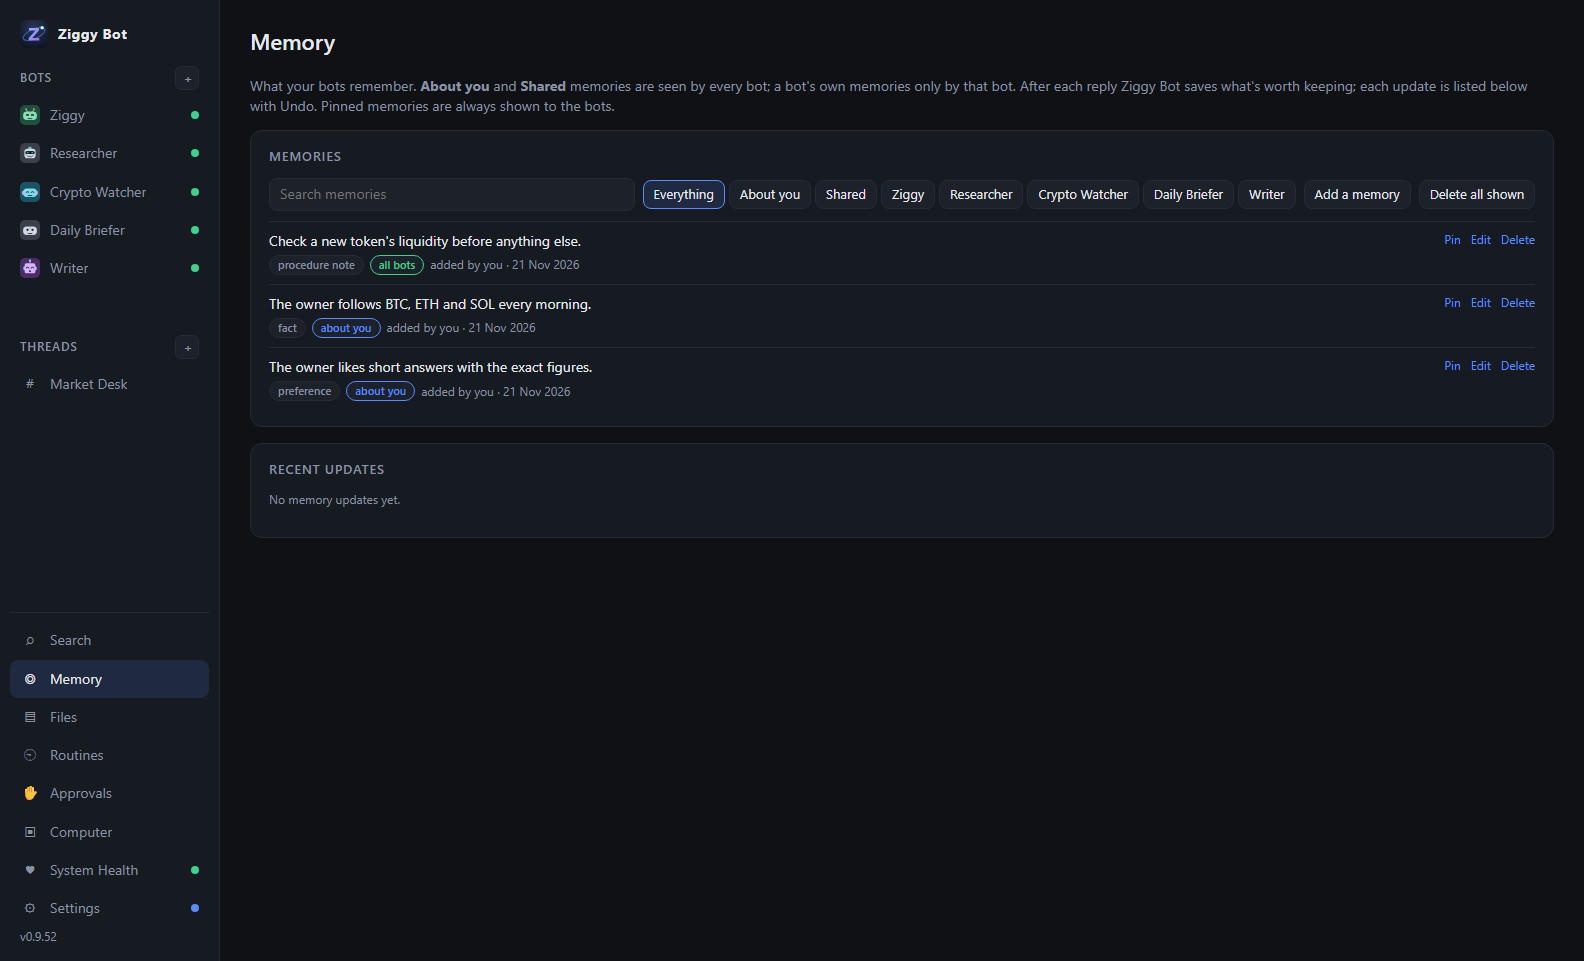 Ziggy Bot
BOTS
+
Ziggy
Researcher
Crypto Watcher
Daily Briefer
Writer
THREADS
+
# Market Desk
Search
Memory
Files
Routines
Approvals
Computer
System Health
Settings
v0.9.52
Memory
What your bots remember. About you and Shared memories are seen by every bot; a bot's own memories only by that bot. After each reply Ziggy Bot saves what's worth keeping; each update is listed below
with Undo. Pinned memories are always shown to the bots.
MEMORIES
Search memories Everything About you Shared Ziggy Researcher Crypto Watcher Daily Briefer Writer Add a memory Delete all shown
Check a new token's liquidity before anything else. Pin Edit Delete
procedure note all bots added by you · 21 Nov 2026
The owner follows BTC, ETH and SOL every morning. Pin Edit Delete
fact about you added by you · 21 Nov 2026
The owner likes short answers with the exact figures. Pin Edit Delete
preference about you added by you · 21 Nov 2026
RECENT UPDATES
No memory updates yet.